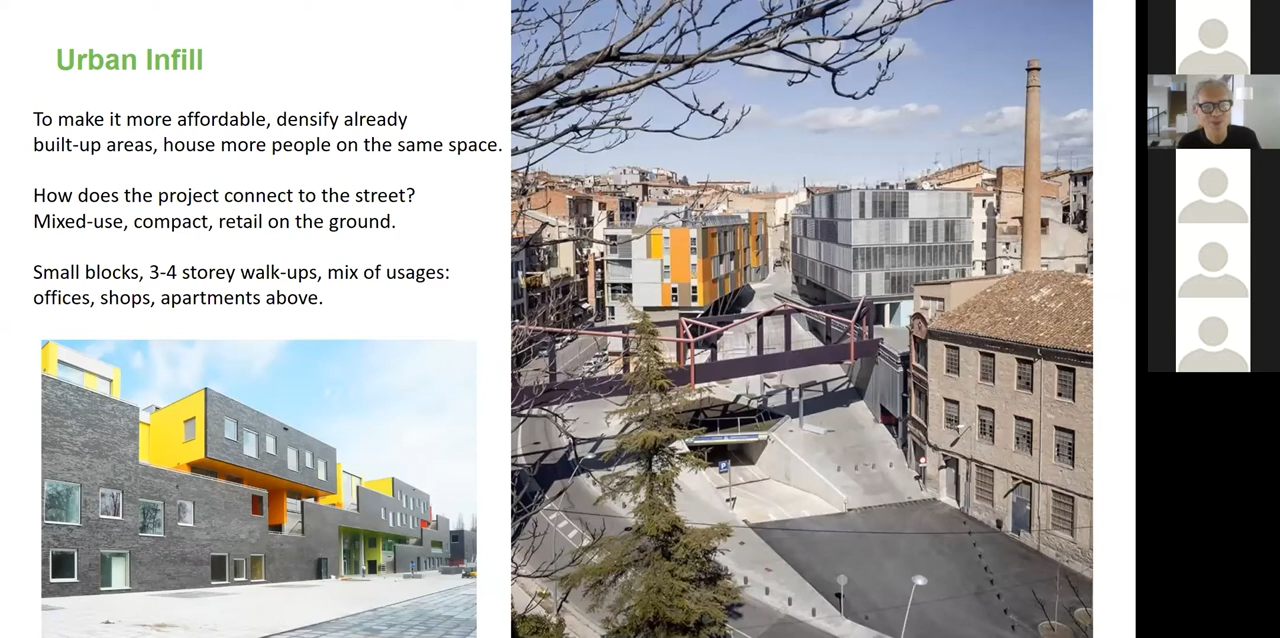 Urban Infill
To make it more affordable, densify already
built-up areas, house more people on the same space.
How does the project connect to the street?
Mixed-use, compact, retail on the ground.
Small blocks, 3-4 storey walk-ups, mix of usages:
offices, shops, apartments above.
P